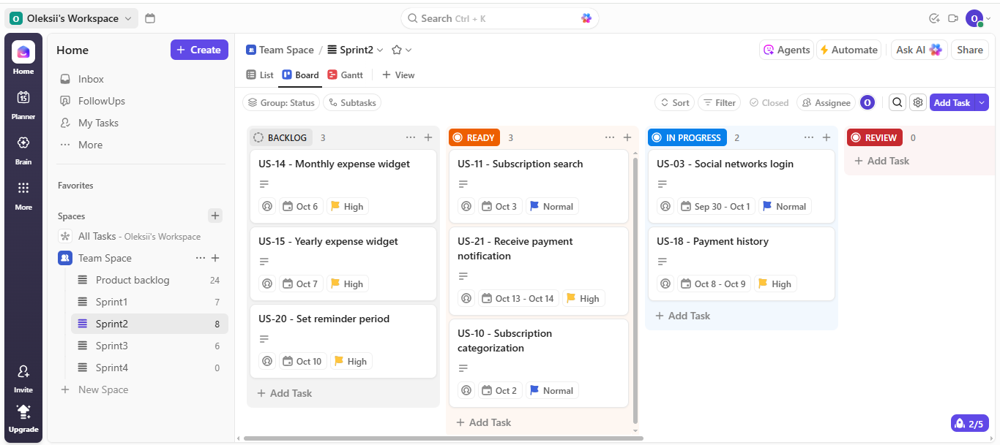 O Oleksii's Workspace
Search Ctrl + K
O
Home
Planner
Brain
More
Invite
Upgrade
Home
Create
Inbox
FollowUps
My Tasks
More
Favorites
Spaces
All Tasks - Oleksii's Workspace
Team Space
Product backlog 24
Sprint1 7
Sprint2 8
Sprint3 6
Sprint4 0
New Space
Team Space / Sprint2
Agents
Automate
Ask AI
Share
List
Board
Gantt
View
Group: Status
Subtasks
Sort
Filter
Closed
Assignee
O
Add Task
BACKLOG 3
US-14 - Monthly expense widget
Oct 6
High
US-15 - Yearly expense widget
Oct 7
High
US-20 - Set reminder period
Oct 10
High
Add Task
READY 3
US-11 - Subscription search
Oct 3
Normal
US-21 - Receive payment
notification
Oct 13 - Oct 14
High
US-10 - Subscription
categorization
Oct 2
Normal
Add Task
IN PROGRESS 2
US-03 - Social networks login
Sep 30 - Oct 1
Normal
US-18 - Payment history
Oct 8 - Oct 9
High
Add Task
REVIEW 0
Add Task
2/5